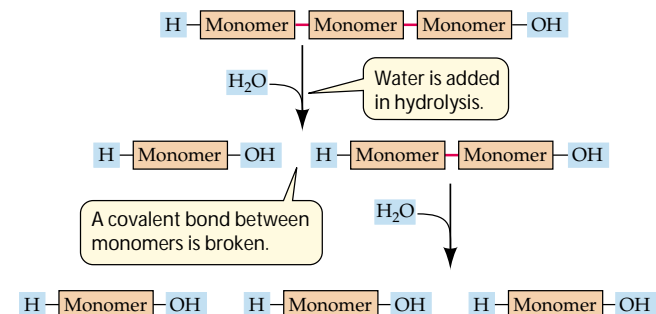 H Monomer Monomer Monomer OH
H₂O
Water is added
in hydrolysis.
H Monomer OH H Monomer Monomer OH
A covalent bond between
monomers is broken.
H₂O
H Monomer OH H Monomer OH H Monomer OH